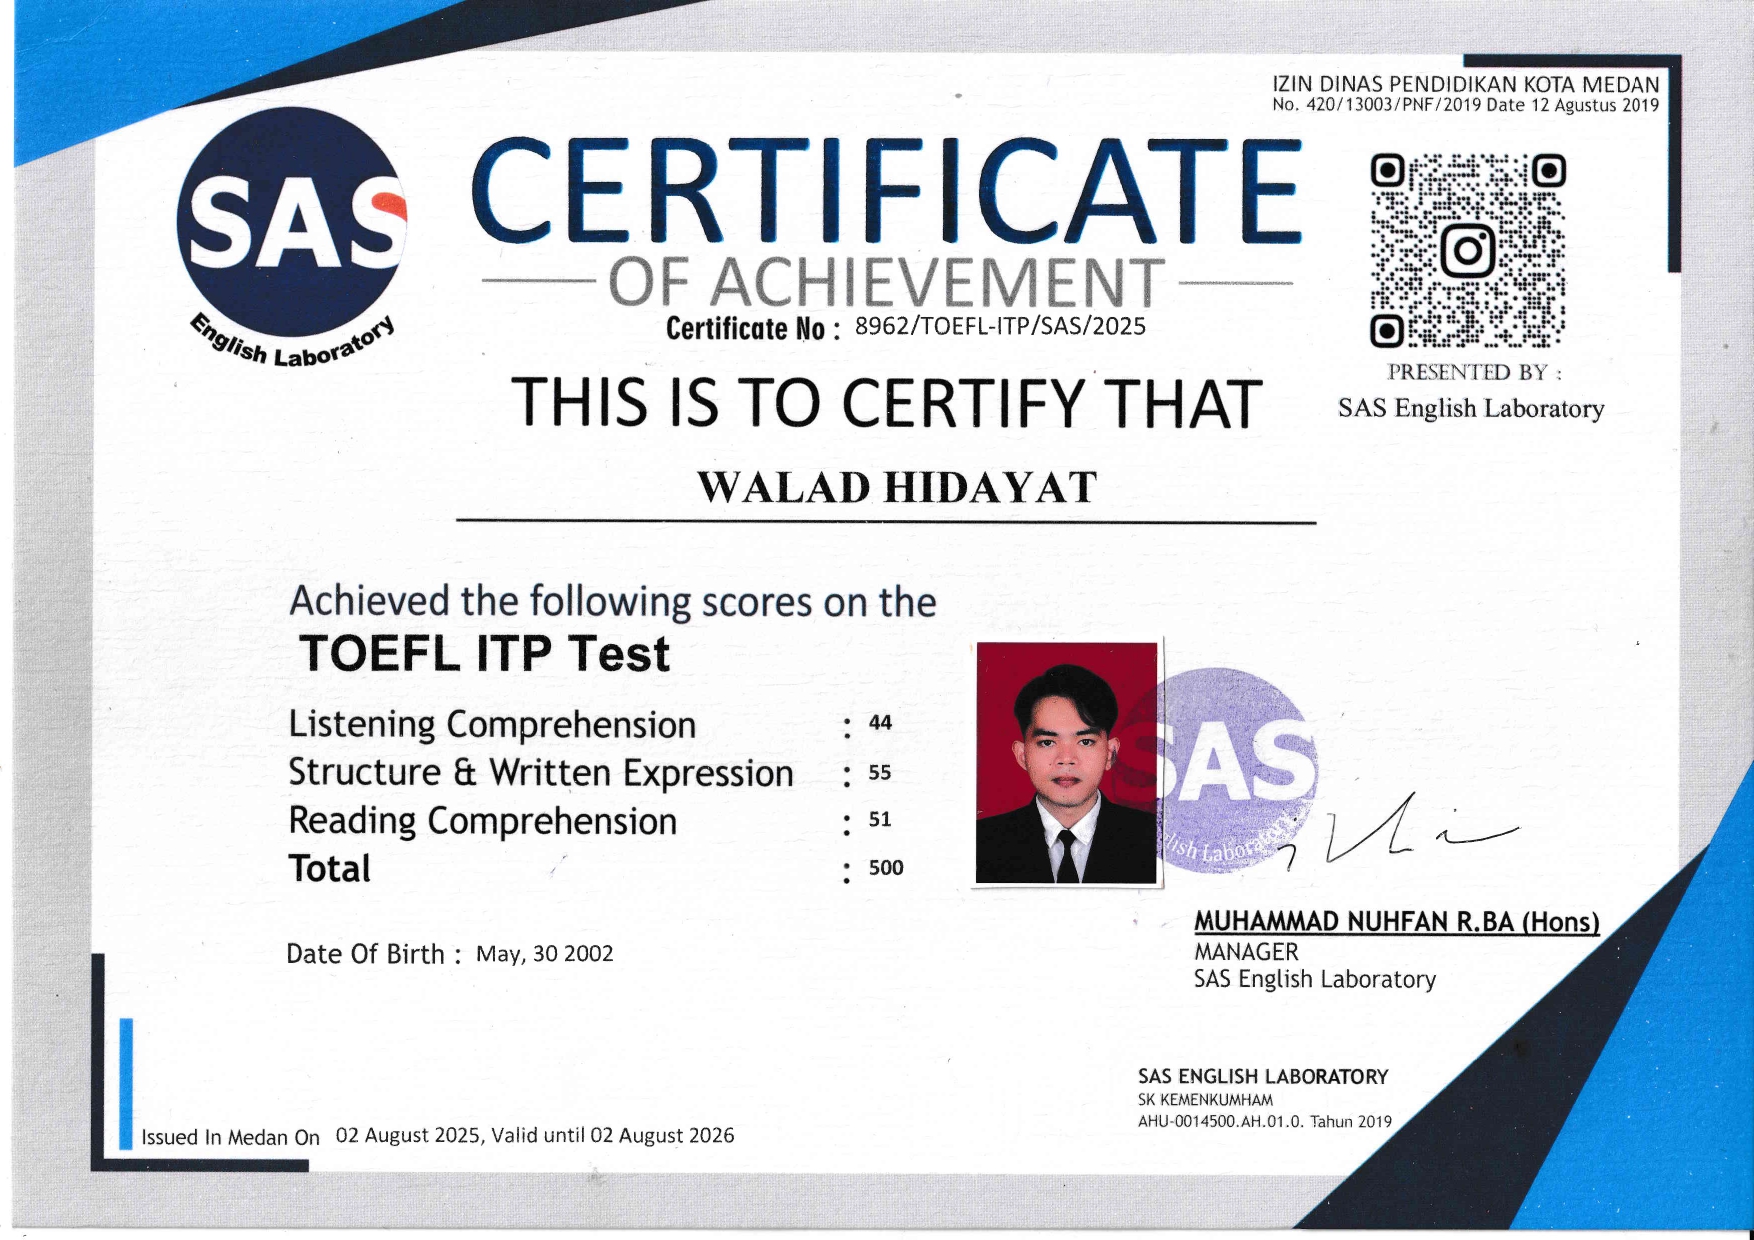 IZIN DINAS PENDIDIKAN KOTA MEDAN
No. 420/13003/PNF/2019 Date 12 Agustus 2019
SAS
English Laboratory
CERTIFICATE
OF ACHIEVEMENT
Certificate No : 8962/TOEFL-ITP/SAS/2025
PRESENTED BY :
SAS English Laboratory
THIS IS TO CERTIFY THAT
WALAD HIDAYAT
Achieved the following scores on the
TOEFL ITP Test
Listening Comprehension : 44
Structure & Written Expression : 55
Reading Comprehension : 51
Total : 500
SAS
lish Laboratory
MUHAMMAD NUHFAN R.BA (Hons)
MANAGER
SAS English Laboratory
Date Of Birth : May, 30 2002
SAS ENGLISH LABORATORY
SK KEMENKUMHAM
AHU-0014500.AH.01.0. Tahun 2019
Issued In Medan On 02 August 2025, Valid until 02 August 2026